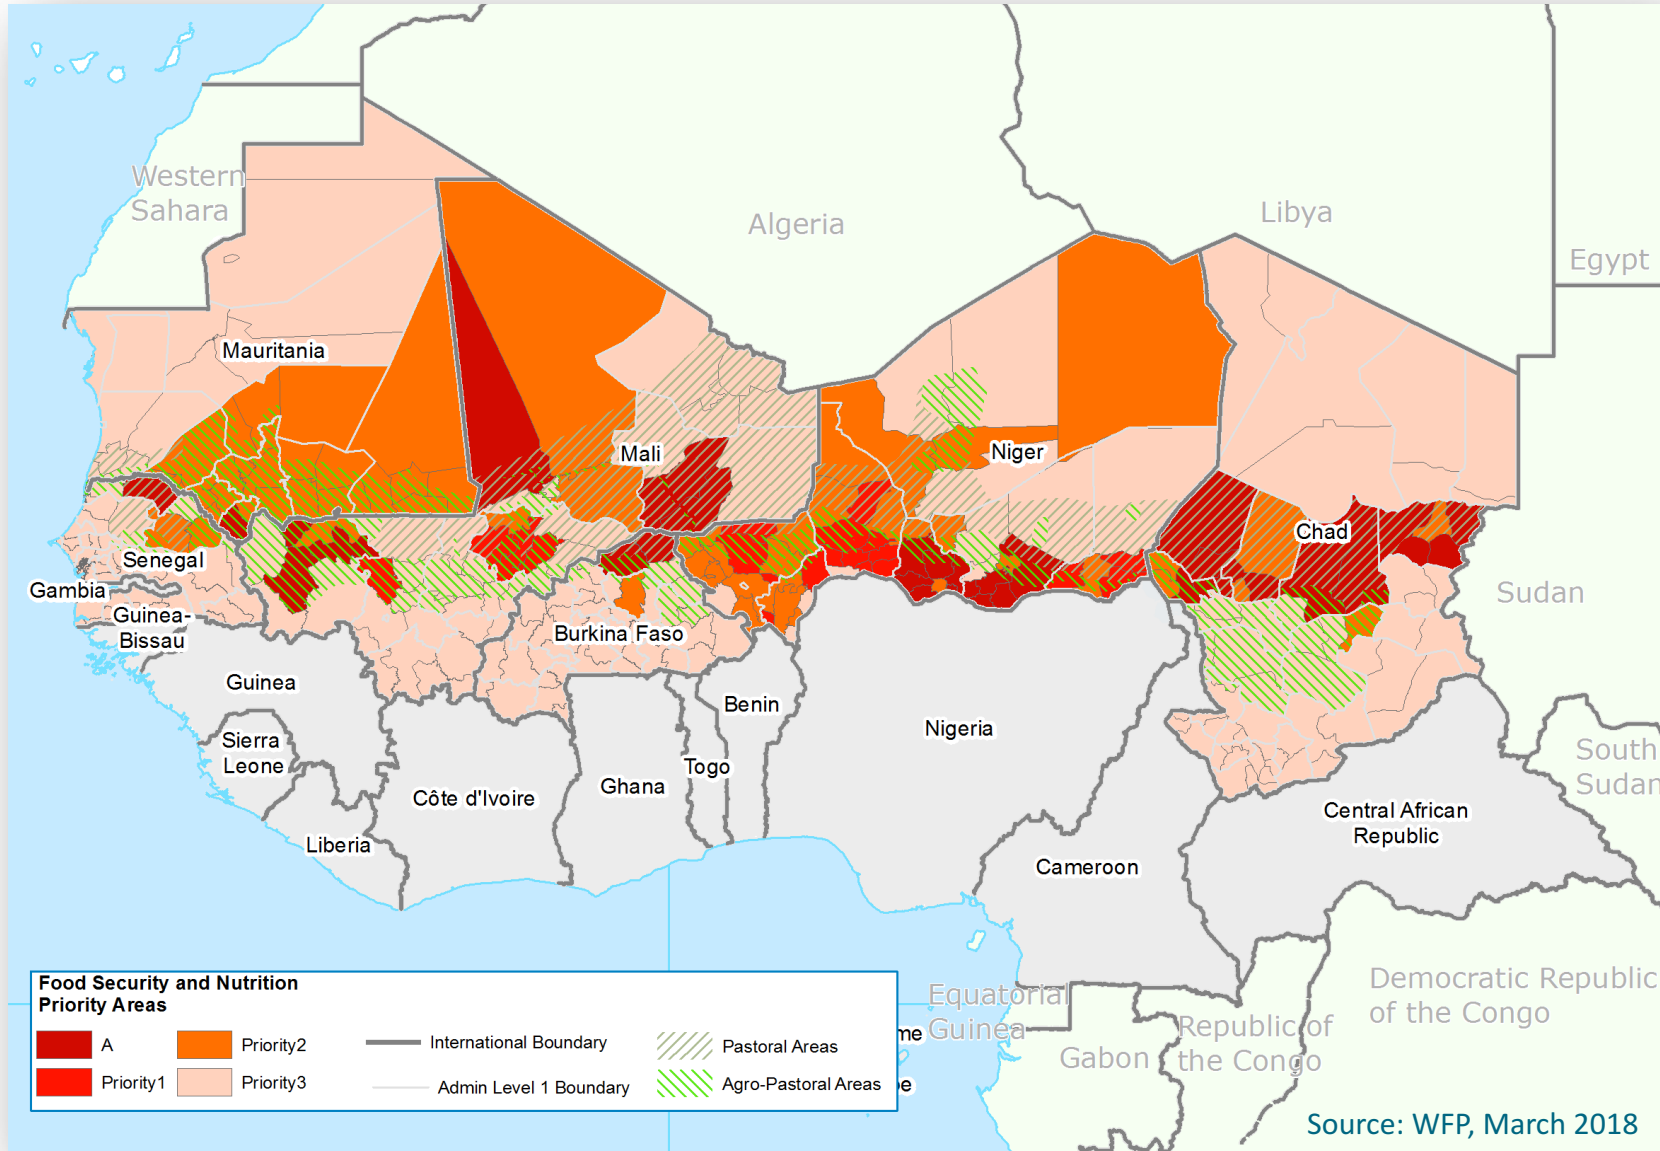 Western
Sahara
Algeria
Libya
Egypt
Mauritania
Mali
Niger
Chad
Senegal
Gambia
Guinea-
Bissau
Sudan
Burkina Faso
Guinea
Benin
Nigeria
Sierra
Leone
Togo
South
Sudan
Ghana
Côte d'Ivoire
Central African
Republic
Liberia
Cameroon
Food Security and Nutrition
Priority Areas
A
Priority2
International Boundary
Pastoral Areas
Priority1
Priority3
Admin Level 1 Boundary
Agro-Pastoral Areas
Equatorial
Guinea
Gabon
Republic of
the Congo
Democratic Republic
of the Congo
Source: WFP, March 2018